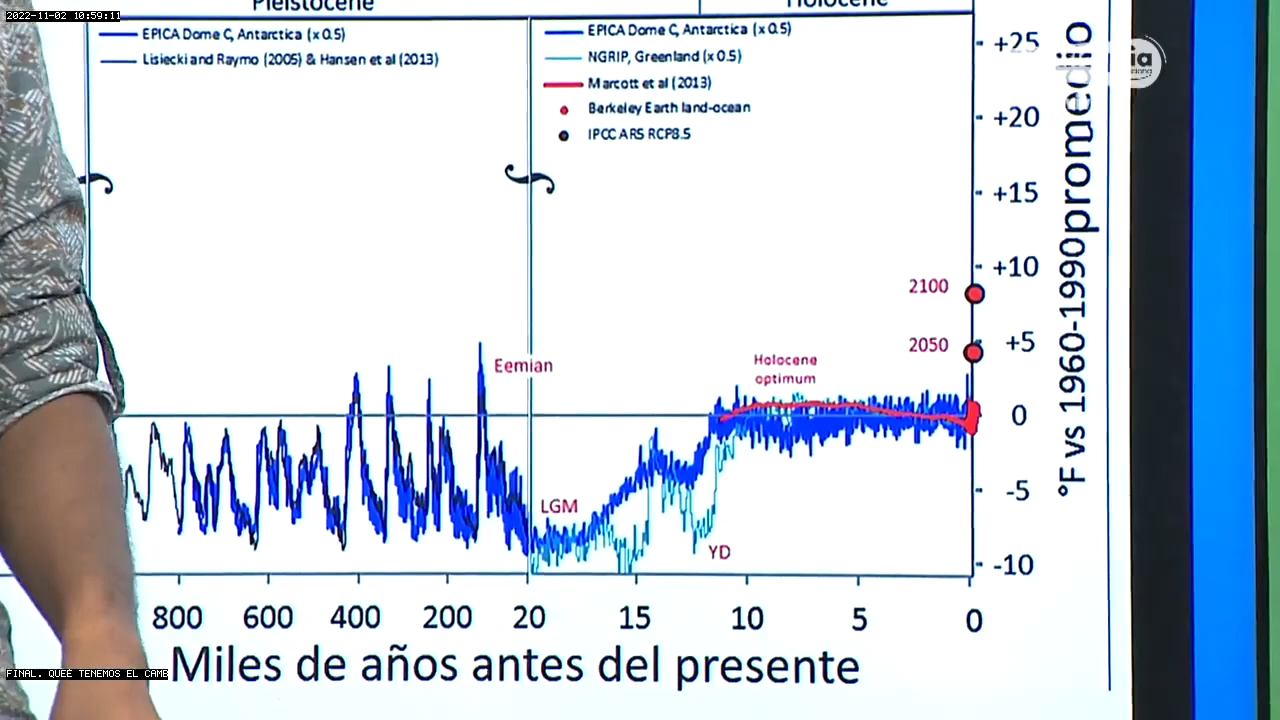 2022-11-02 10:59:11
Pleistocene
Holocene
EPICA Dome C, Antarctica (x 0.5)
Lisiecki and Raymo (2005) & Hansen et al (2013)
EPICA Dome C, Antarctica (x 0.5)
NGRIP, Greenland (x 0.5)
Marcott et al (2013)
Berkeley Earth land-ocean
IPCC AR5 RCP8.5
+25
+20
+15
+10
+5
0
-5
-10
°F vs 1960-1990promedio
2100
2050
Eemian
Holocene
optimum
LGM
YD
800 600 400 200 20 15 10 5 0
Miles de años antes del presente
FINAL. QUEÉ TENEMOS EL CAMB